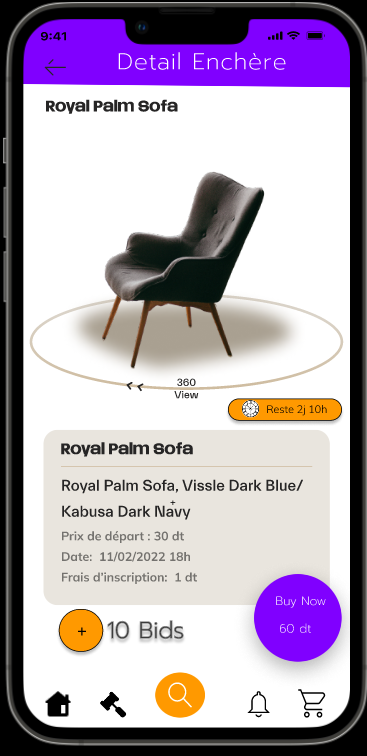 9:41
Detail Enchère
Royal Palm Sofa
360
View
Reste 2j 10h
Royal Palm Sofa
Royal Palm Sofa, Vissle Dark Blue/
Kabusa Dark Navy
Prix de départ : 30 dt
Date: 11/02/2022 18h
Frais d'inscription: 1 dt
Buy Now
60 dt
+ 10 Bids